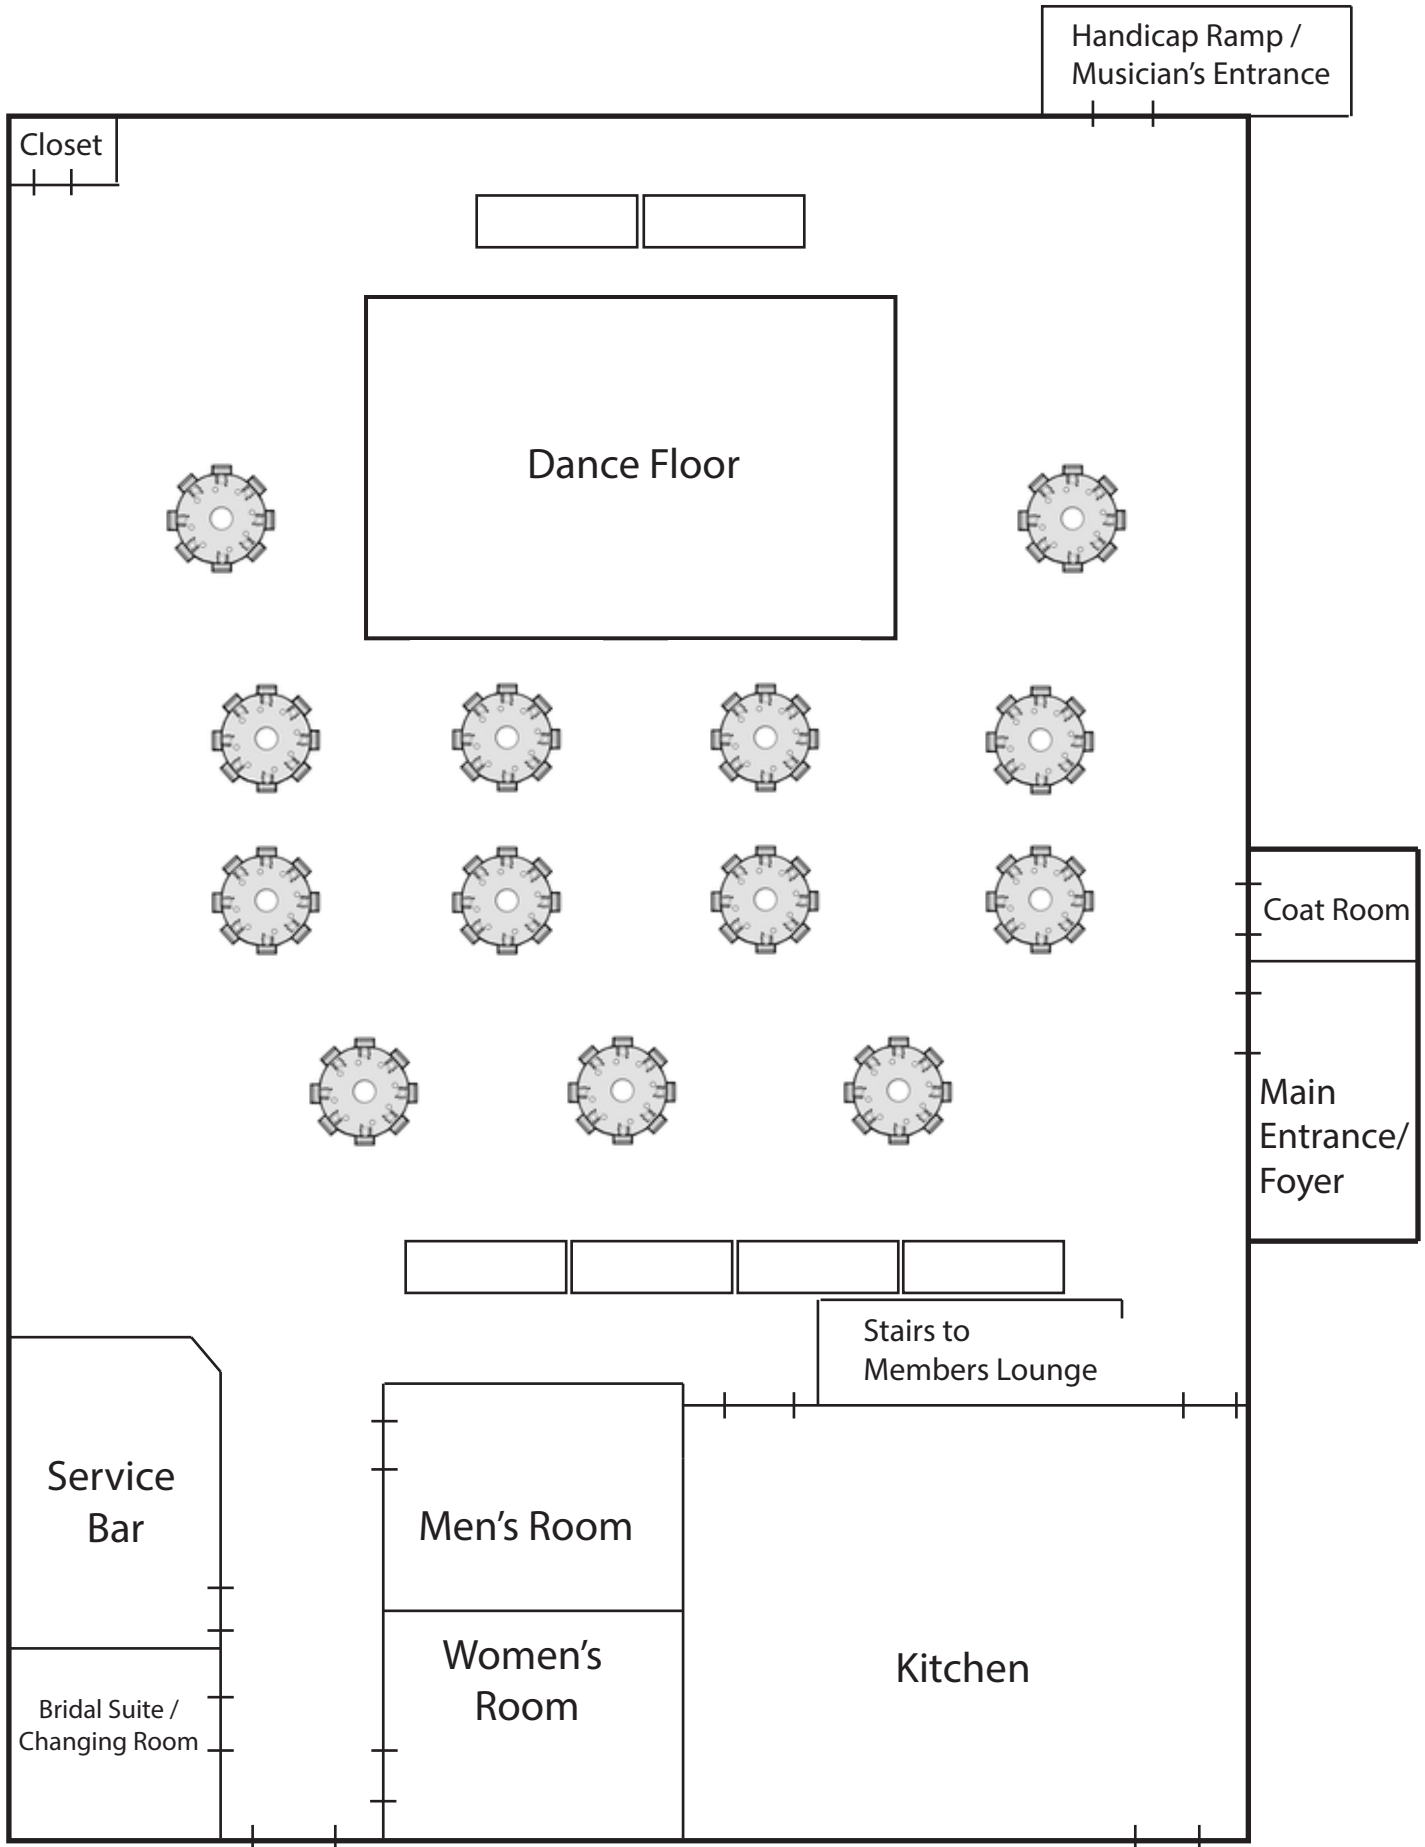 Handicap Ramp /
Musician’s Entrance
Closet
Dance Floor
Coat Room
Main
Entrance/
Foyer
Stairs to
Members Lounge
Service
Bar
Men’s Room
Women’s
Room
Kitchen
Bridal Suite /
Changing Room